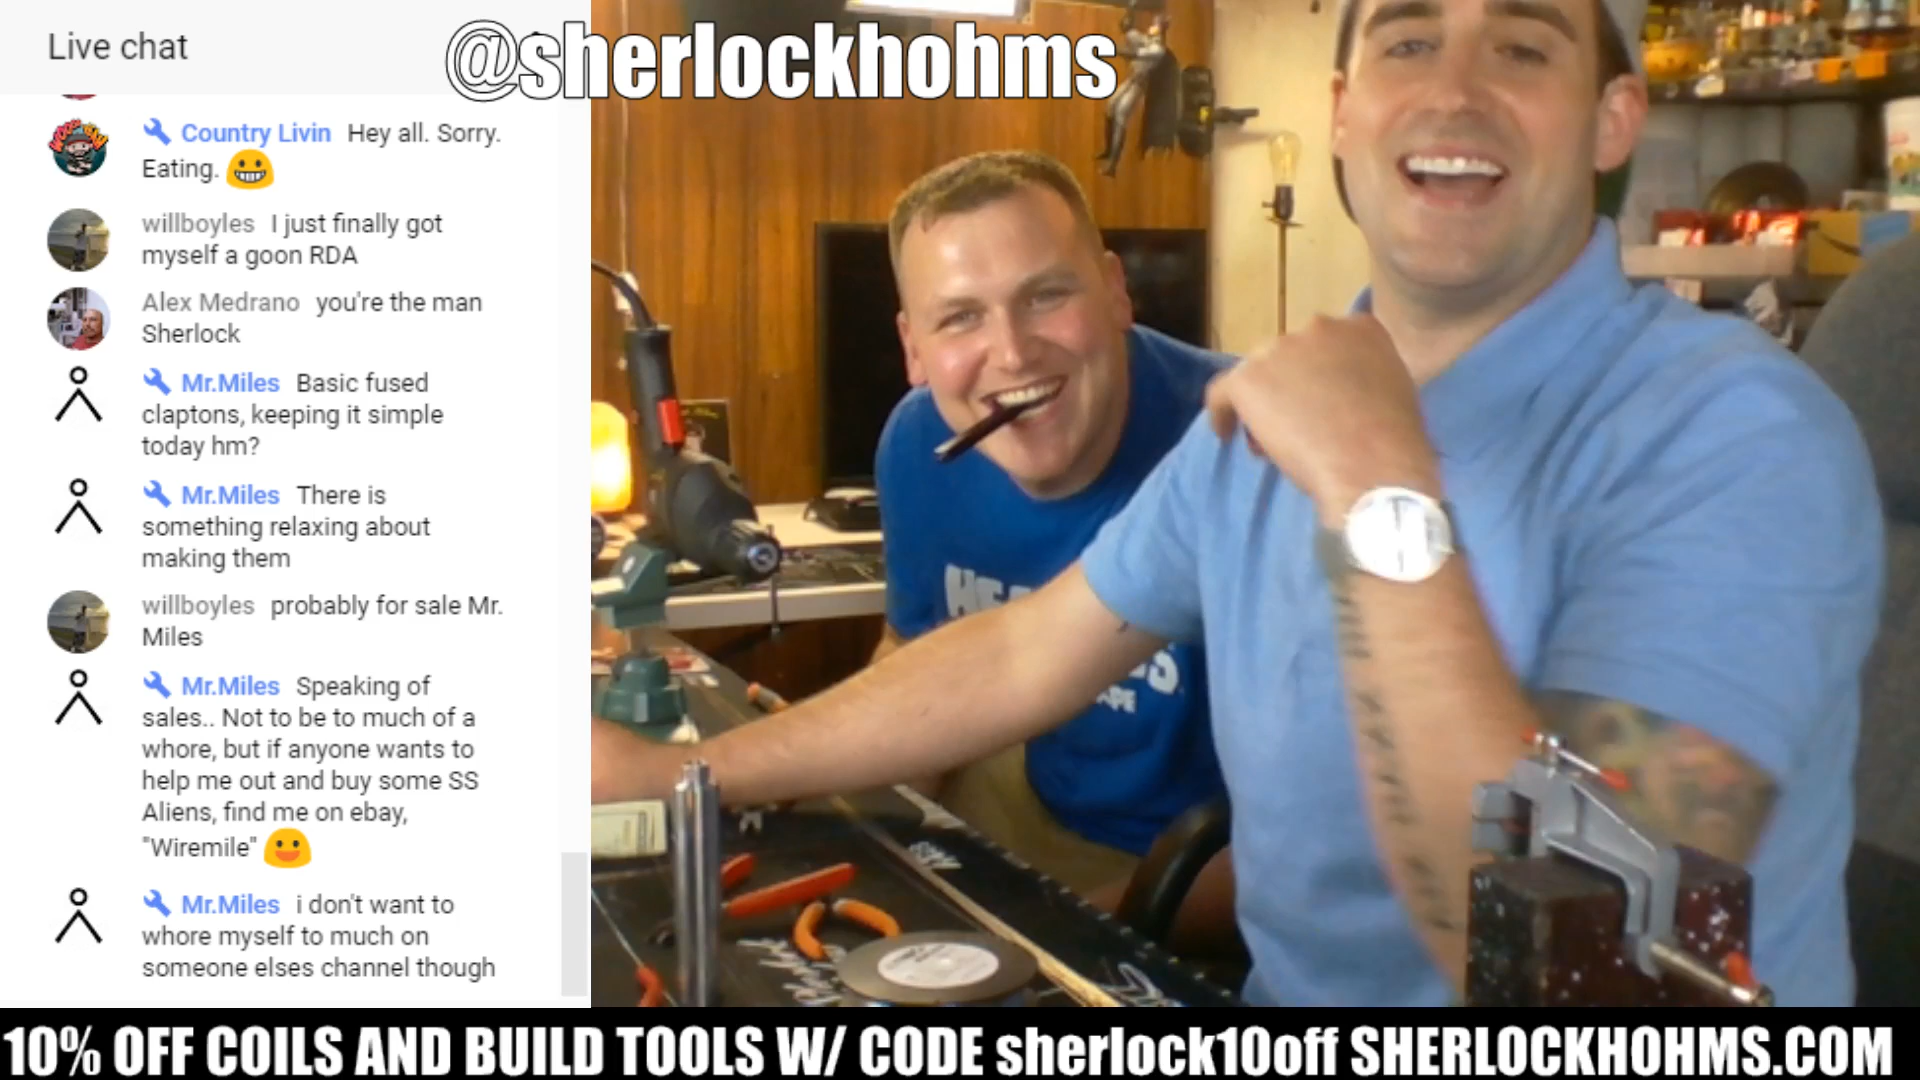 Live chat
@sherlockhohms
Country Livin Hey all. Sorry.
Eating.
willboyles I just finally got
myself a goon RDA
Alex Medrano you're the man
Sherlock
Mr.Miles Basic fused
claptons, keeping it simple
today hm?
Mr.Miles There is
something relaxing about
making them
willboyles probably for sale Mr.
Miles
Mr.Miles Speaking of
sales.. Not to be to much of a
whore, but if anyone wants to
help me out and buy some SS
Aliens, find me on ebay,
"Wiremile"
Mr.Miles i don't want to
whore myself to much on
someone elses channel though
10% OFF COILS AND BUILD TOOLS W/ CODE sherlock10off SHERLOCKHOHMS.COM